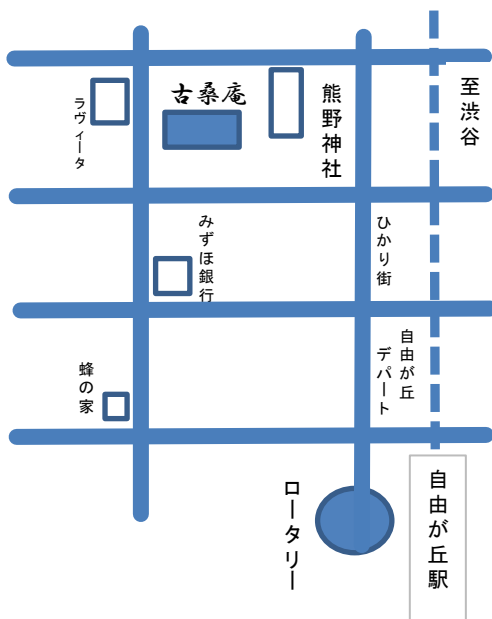 至渋谷
熊野神社
古桑庵
ラヴィータ
ひかり街
みずほ銀行
自由が丘
デパート
蜂の家
自由が丘駅
ロータリー